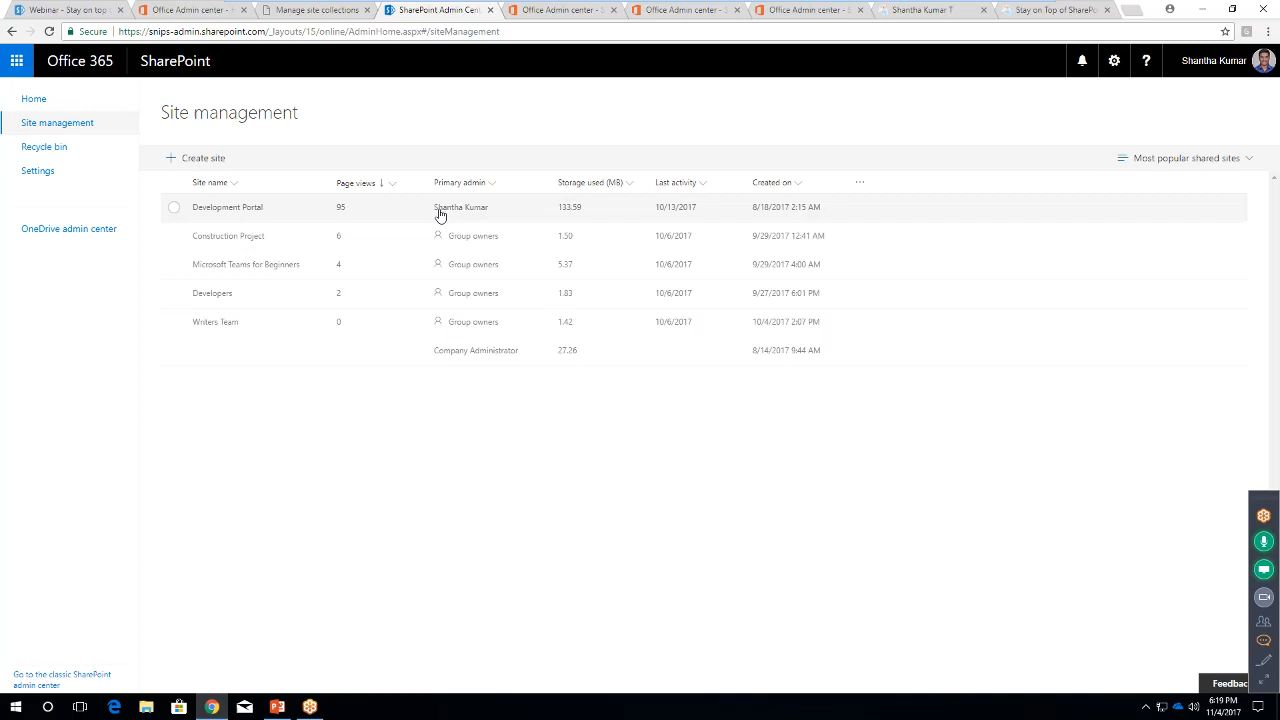 Webinar - Stay on top
Office Admin center -
Manage site collections
SharePoint Admin Cent
Office Admin center -
Office Admin center -
Office Admin center -
Shantha Kumar T
Stay on Top of SharePo
Secure https://snips-admin.sharepoint.com/_layouts/15/online/AdminHome.aspx#/siteManagement
Office 365 SharePoint ? Shantha Kumar
Home
Site management
Recycle bin
Settings
OneDrive admin center
Site management
+ Create site Most popular shared sites
Site name Page views ↓ Primary admin Storage used (MB) Last activity Created on ...
Development Portal 95 Shantha Kumar 133.59 10/13/2017 8/18/2017 2:15 AM
Construction Project 6 Group owners 1.50 10/6/2017 9/29/2017 12:41 AM
Microsoft Teams for Beginners 4 Group owners 5.37 10/6/2017 9/29/2017 4:00 AM
Developers 2 Group owners 1.83 10/6/2017 9/27/2017 6:01 PM
Writers Team 0 Group owners 1.42 10/6/2017 10/4/2017 2:07 PM
Company Administrator 27.26 8/14/2017 9:44 AM
Go to the classic SharePoint
admin center
Feedbac
6:19 PM
11/4/2017